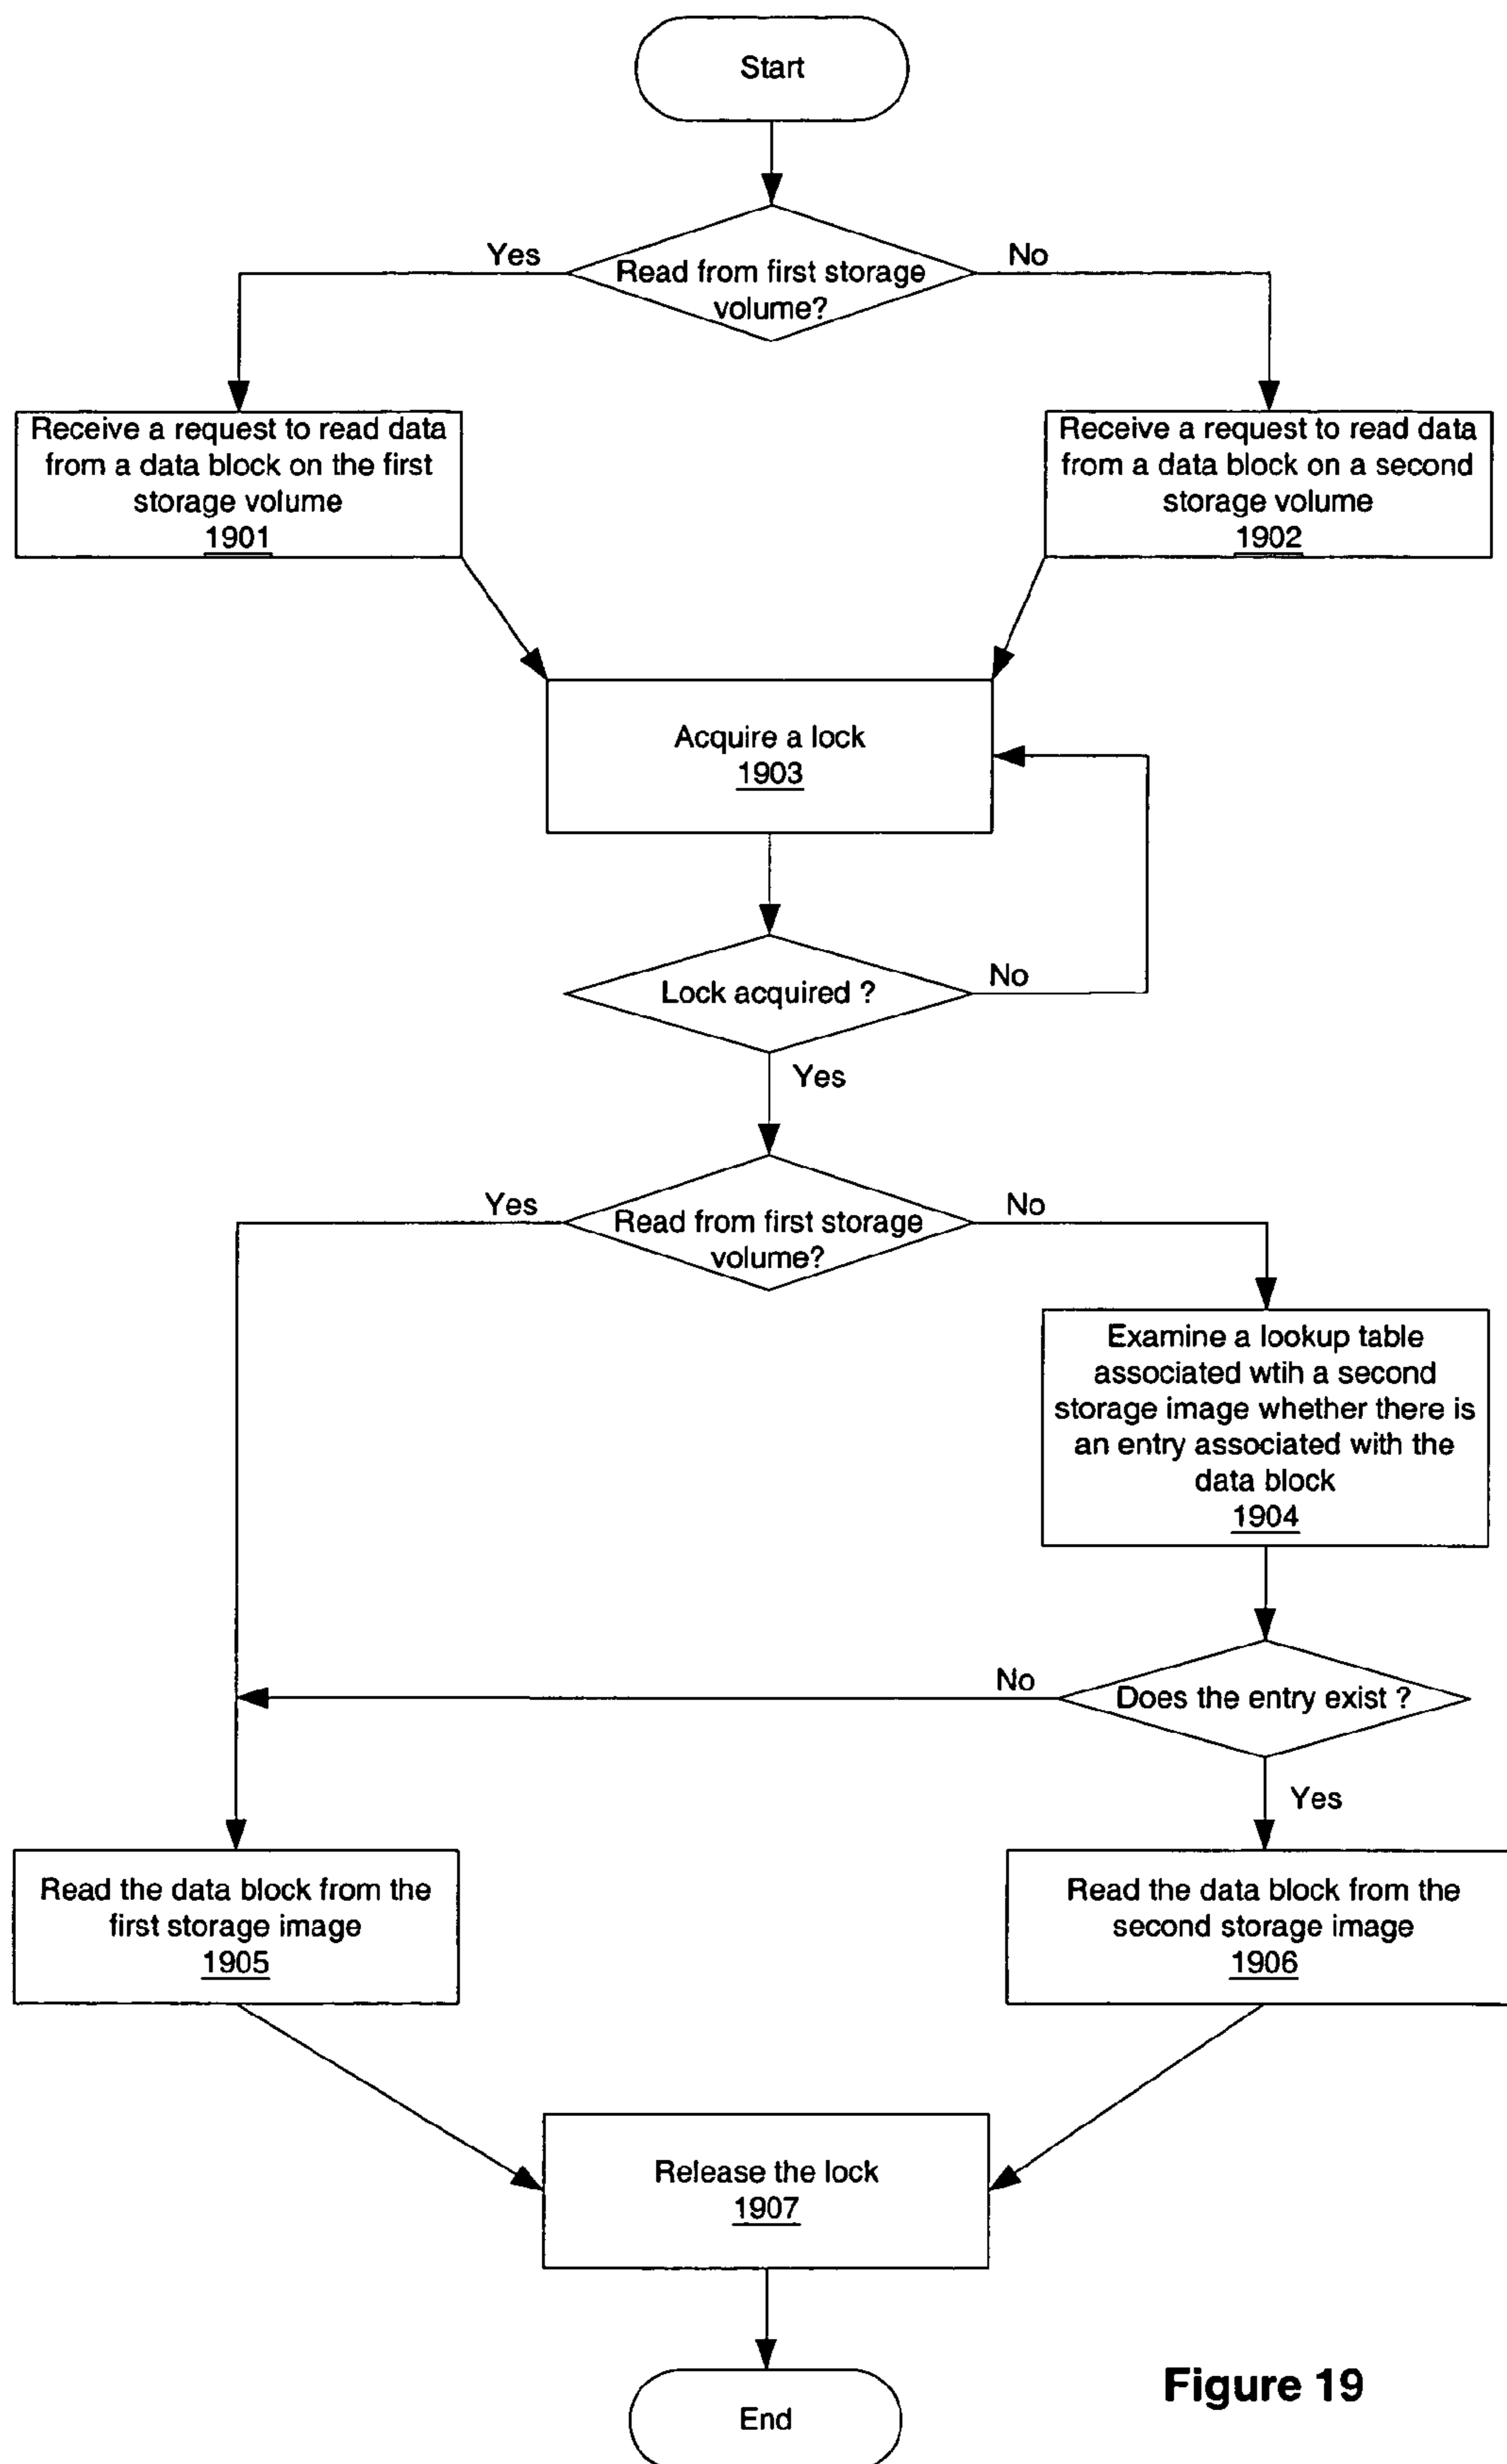 Start
Yes
No
Read from first storage
volume?
Receive a request to read data
from a data block on the first
storage volume
1901
Receive a request to read data
from a data block on a second
storage volume
1902
Acquire a lock
1903
Lock acquired ?
No
Yes
Yes
No
Read from first storage
volume?
Examine a lookup table
associated wtih a second
storage image whether there is
an entry associated with the
data block
1904
No
Does the entry exist ?
Yes
Read the data block from the
first storage image
1905
Read the data block from the
second storage image
1906
Release the lock
1907
End
Figure 19